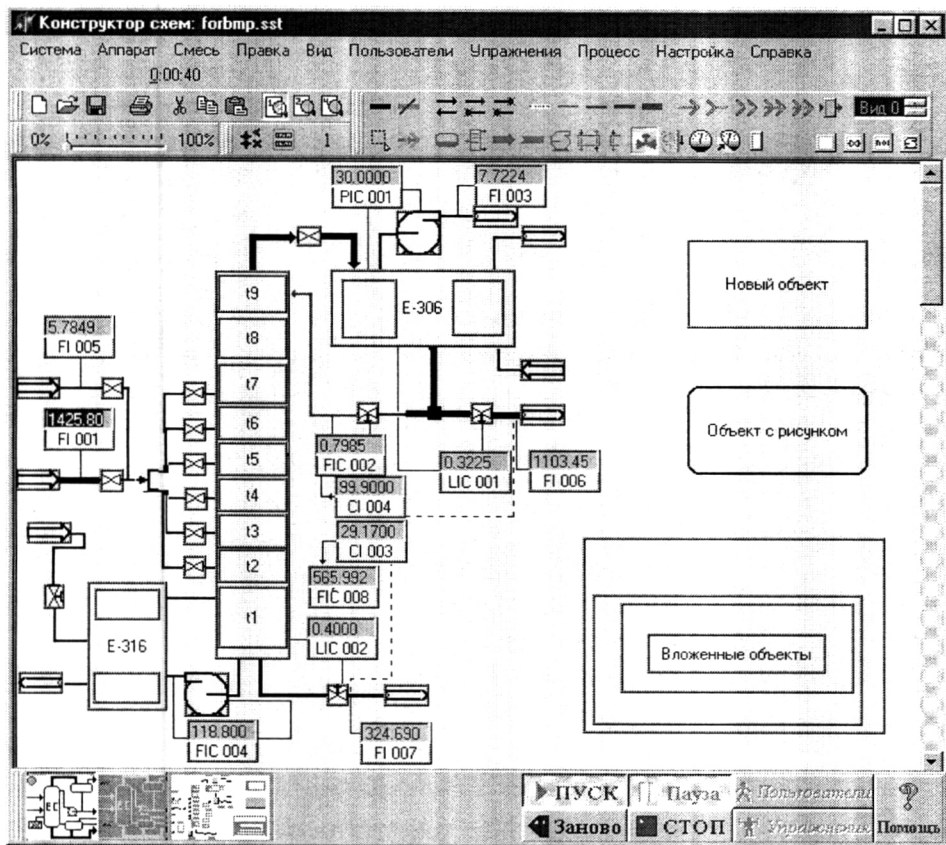 Конструктор схем: forbmp.sst
Система Аппарат Смесь Правка Вид Пользователи Упражнения Процесс Настройка Справка
0:00:40
Вид 0
0% 100% 1
30.0000
PIC 001
7.7224
FI 003
t9
E-306
Новый объект
5.7849
FI 005
t8
t7
1425.80
FI 001
t6
Объект с рисунком
t5
0.7985
FIC 002
0.3225
LIC 001
1103.45
FI 006
t4
99.9000
CI 004
t3
29.1700
CI 003
t2
565.992
FIC 008
t1
0.4000
LIC 002
E-316
Вложенные объекты
118.800
FIC 004
324.690
FI 007
ПУСК Пауза Пользователи
Заново СТОП Упражнения Помощь